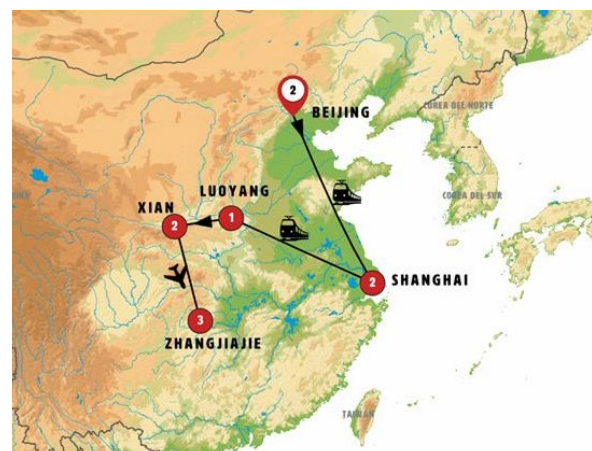 2
BEIJING
COREA DEL NORTE
LUOYANG
COREA DEL SUR
XIAN
1
2
2
SHANGHAI
3
ZHANGJIAJIE
TAIWAN